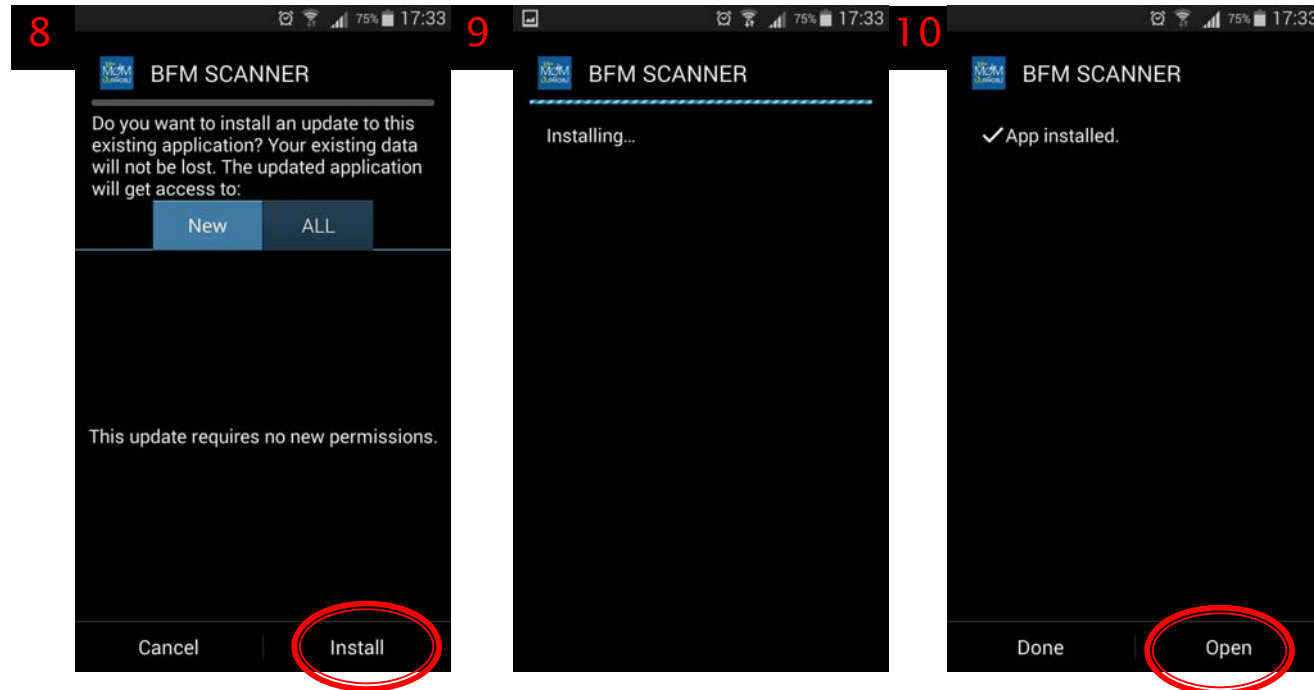 8
75% 17:33
BFM SCANNER
Do you want to install an update to this
existing application? Your existing data
will not be lost. The updated application
will get access to:
New ALL
This update requires no new permissions.
Cancel Install
9
75% 17:33
BFM SCANNER
Installing...
10
75% 17:33
BFM SCANNER
App installed.
Done Open